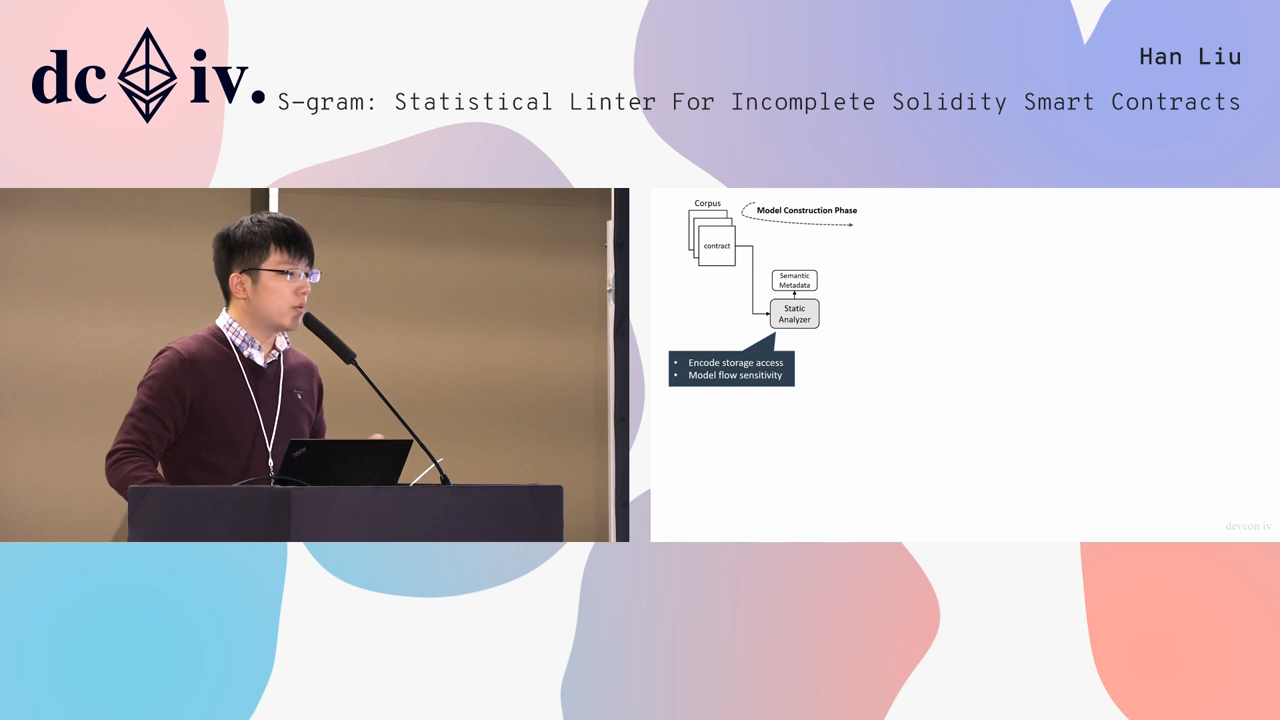 dc iv.
Han Liu
S-gram: Statistical Linter For Incomplete Solidity Smart Contracts
Corpus
Model Construction Phase
contract
Semantic
Metadata
Static
Analyzer
• Encode storage access
• Model flow sensitivity
devcon iv